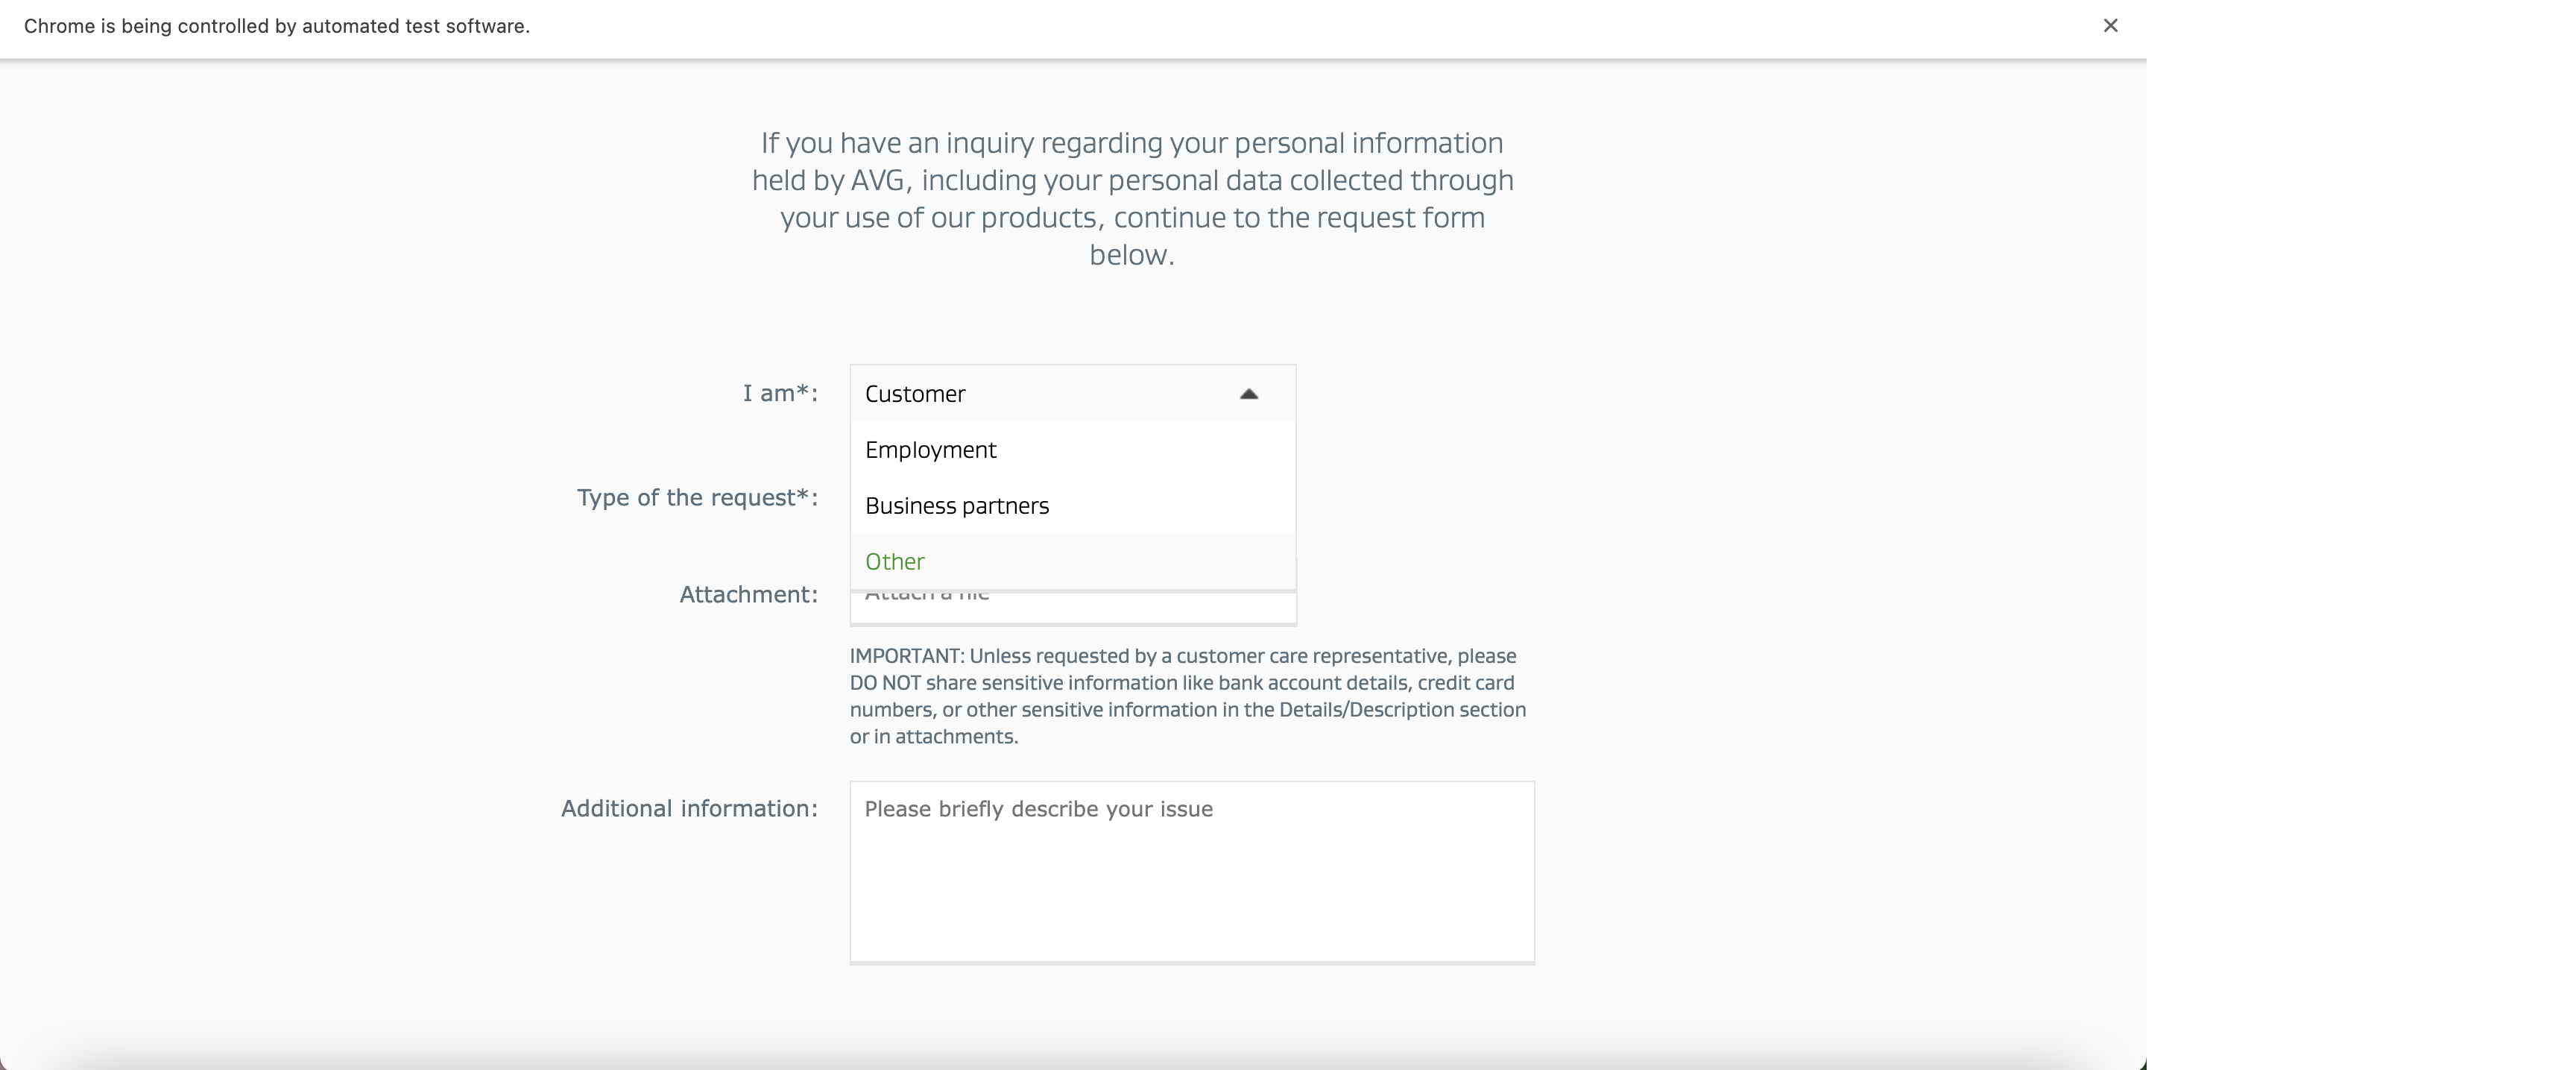 Chrome is being controlled by automated test software.
If you have an inquiry regarding your personal information
held by AVG, including your personal data collected through
your use of our products, continue to the request form
below.
I am*:
Customer
Employment
Type of the request*:
Business partners
Other
Attachment:
Attach a file
IMPORTANT: Unless requested by a customer care representative, please
DO NOT share sensitive information like bank account details, credit card
numbers, or other sensitive information in the Details/Description section
or in attachments.
Additional information:
Please briefly describe your issue